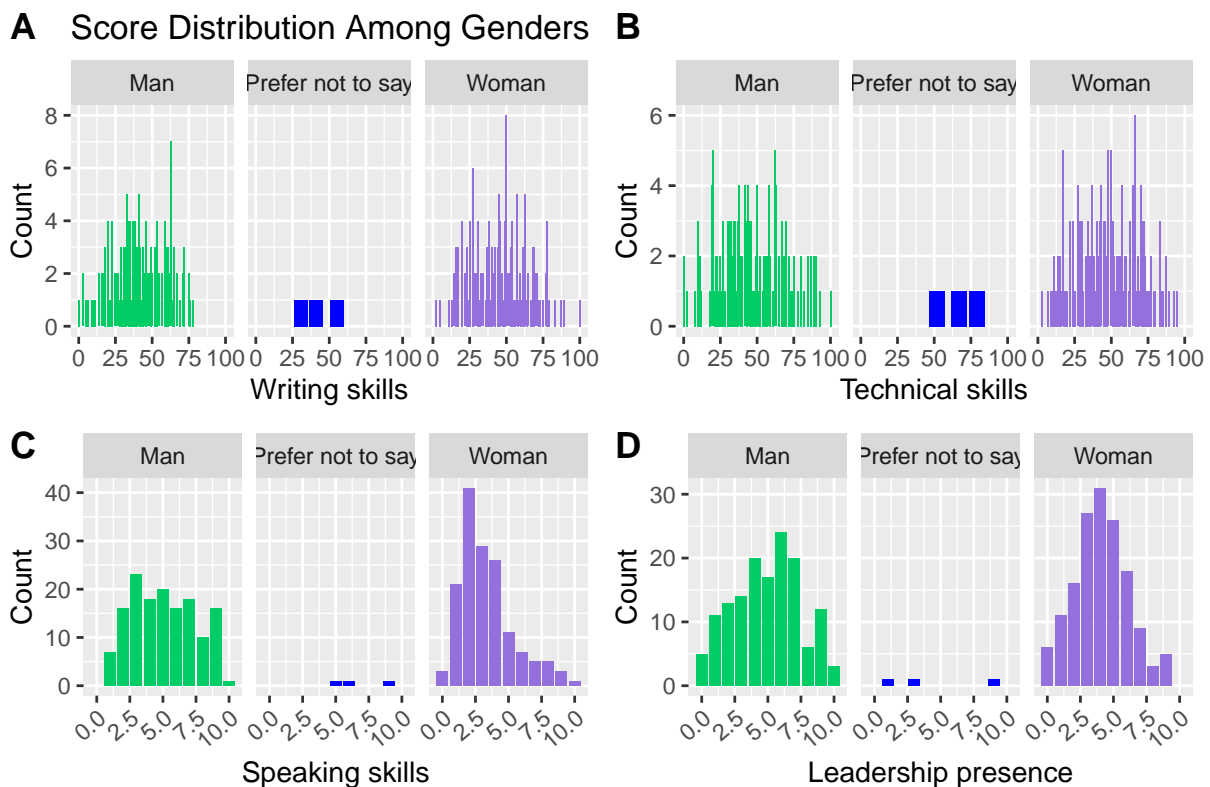 A Score Distribution Among Genders
Man Prefer not to say Woman
Count
8
6
4
2
0
0 25 50 75 100 0 25 50 75 100 0 25 50 75 100
Writing skills
B
Man Prefer not to say Woman
Count
6
4
2
0
0 25 50 75 100 0 25 50 75 100 0 25 50 75 100
Technical skills
C
Man Prefer not to say Woman
Count
40
30
20
10
0
0.0 2.5 5.0 7.5 10.0 0.0 2.5 5.0 7.5 10.0 0.0 2.5 5.0 7.5 10.0
Speaking skills
D
Man Prefer not to say Woman
Count
30
20
10
0
0.0 2.5 5.0 7.5 10.0 0.0 2.5 5.0 7.5 10.0 0.0 2.5 5.0 7.5 10.0
Leadership presence